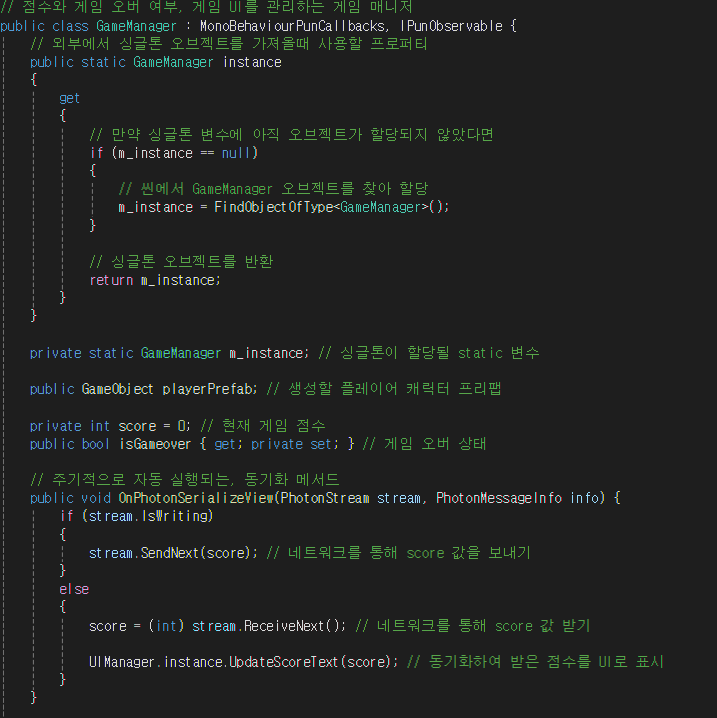 // 점수와 게임 오버 여부, 게임 UI를 관리하는 게임 매니저
public class GameManager : MonoBehaviourPunCallbacks, IPunObservable {
// 외부에서 싱글톤 오브젝트를 가져올때 사용할 프로퍼티
public static GameManager instance
{
get
{
// 만약 싱글톤 변수에 아직 오브젝트가 할당되지 않았다면
if (m_instance == null)
{
// 씬에서 GameManager 오브젝트를 찾아 할당
m_instance = FindObjectOfType<GameManager>();
}
// 싱글톤 오브젝트를 반환
return m_instance;
}
}
private static GameManager m_instance; // 싱글톤이 할당될 static 변수
public GameObject playerPrefab; // 생성할 플레이어 캐릭터 프리팹
private int score = 0; // 현재 게임 점수
public bool isGameover { get; private set; } // 게임 오버 상태
// 주기적으로 자동 실행되는, 동기화 메서드
public void OnPhotonSerializeView(PhotonStream stream, PhotonMessageInfo info) {
if (stream.IsWriting)
{
stream.SendNext(score); // 네트워크를 통해 score 값을 보내기
}
else
{
score = (int) stream.ReceiveNext(); // 네트워크를 통해 score 값 받기
UIManager.instance.UpdateScoreText(score); // 동기화하여 받은 점수를 UI로 표시
}
}